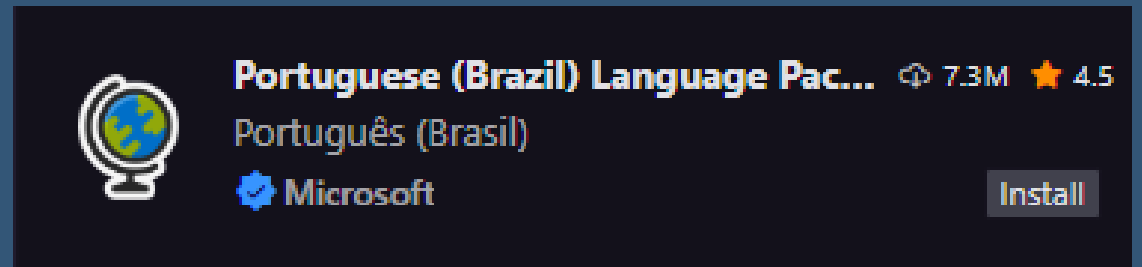 Portuguese (Brazil) Language Pac... 7.3M 4.5
Português (Brasil)
Microsoft Install